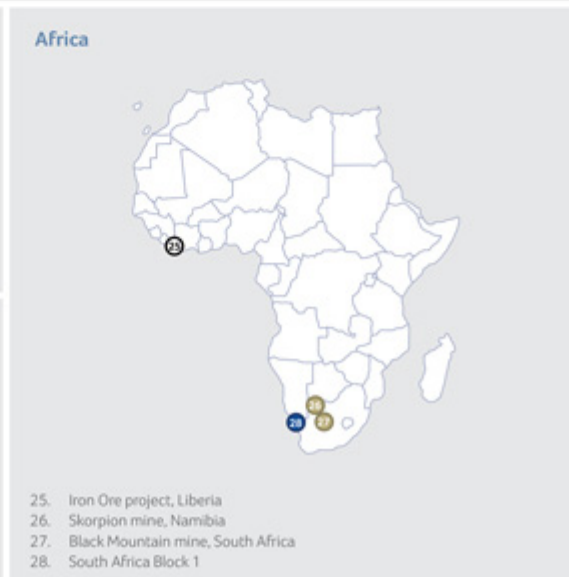 Africa
25
26
27
28
25. Iron Ore project, Liberia
26. Skorpion mine, Namibia
27. Black Mountain mine, South Africa
28. South Africa Block 1